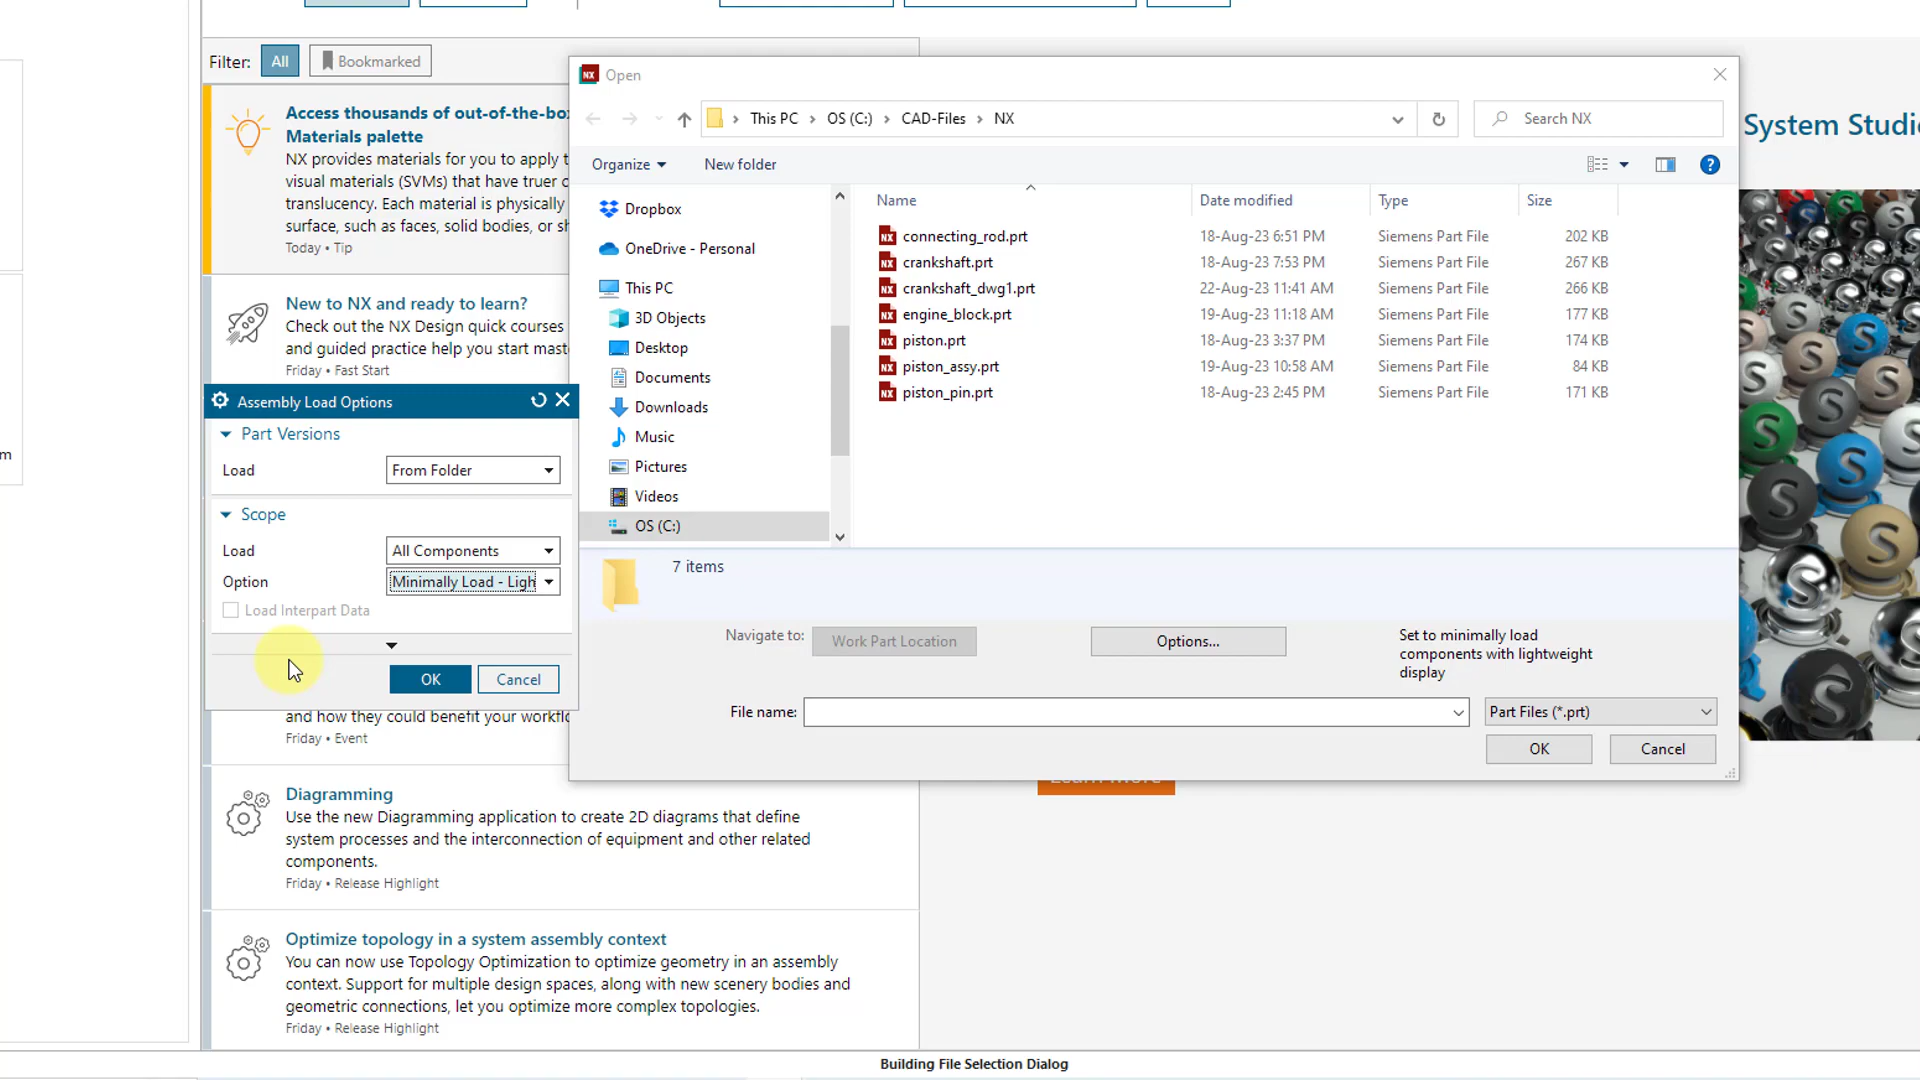 Filter:
All
Bookmarked
Access thousands of out-of-the-box
Materials palette
NX provides materials for you to apply t
visual materials (SVMs) that have truer c
translucency. Each material is physically
surface, such as faces, solid bodies, or sh
Today • Tip
New to NX and ready to learn?
Check out the NX Design quick courses
and guided practice help you start mast
Friday • Fast Start
m
Assembly Load Options
Part Versions
Load
From Folder
Scope
Load
All Components
Option
Minimally Load - Ligh
Load Interpart Data
OK
Cancel
and how they could benefit your workflo
Friday • Event
Diagramming
Use the new Diagramming application to create 2D diagrams that define
system processes and the interconnection of equipment and other related
components.
Friday • Release Highlight
Optimize topology in a system assembly context
You can now use Topology Optimization to optimize geometry in an assembly
context. Support for multiple design spaces, along with new scenery bodies and
geometric connections, let you optimize more complex topologies.
Friday • Release Highlight
NX Open
This PC > OS (C:) > CAD-Files > NX
Search NX
Organize
New folder
Dropbox
OneDrive - Personal
This PC
3D Objects
Desktop
Documents
Downloads
Music
Pictures
Videos
OS (C:)
Name Date modified Type Size
NX connecting_rod.prt 18-Aug-23 6:51 PM Siemens Part File 202 KB
NX crankshaft.prt 18-Aug-23 7:53 PM Siemens Part File 267 KB
NX crankshaft_dwg1.prt 22-Aug-23 11:41 AM Siemens Part File 266 KB
NX engine_block.prt 19-Aug-23 11:18 AM Siemens Part File 177 KB
NX piston.prt 18-Aug-23 3:37 PM Siemens Part File 174 KB
NX piston_assy.prt 19-Aug-23 10:58 AM Siemens Part File 84 KB
NX piston_pin.prt 18-Aug-23 2:45 PM Siemens Part File 171 KB
7 items
Navigate to:
Work Part Location
Options...
Set to minimally load
components with lightweight
display
File name:
Part Files (*.prt)
OK
Cancel
System Studi
Learn More
Building File Selection Dialog